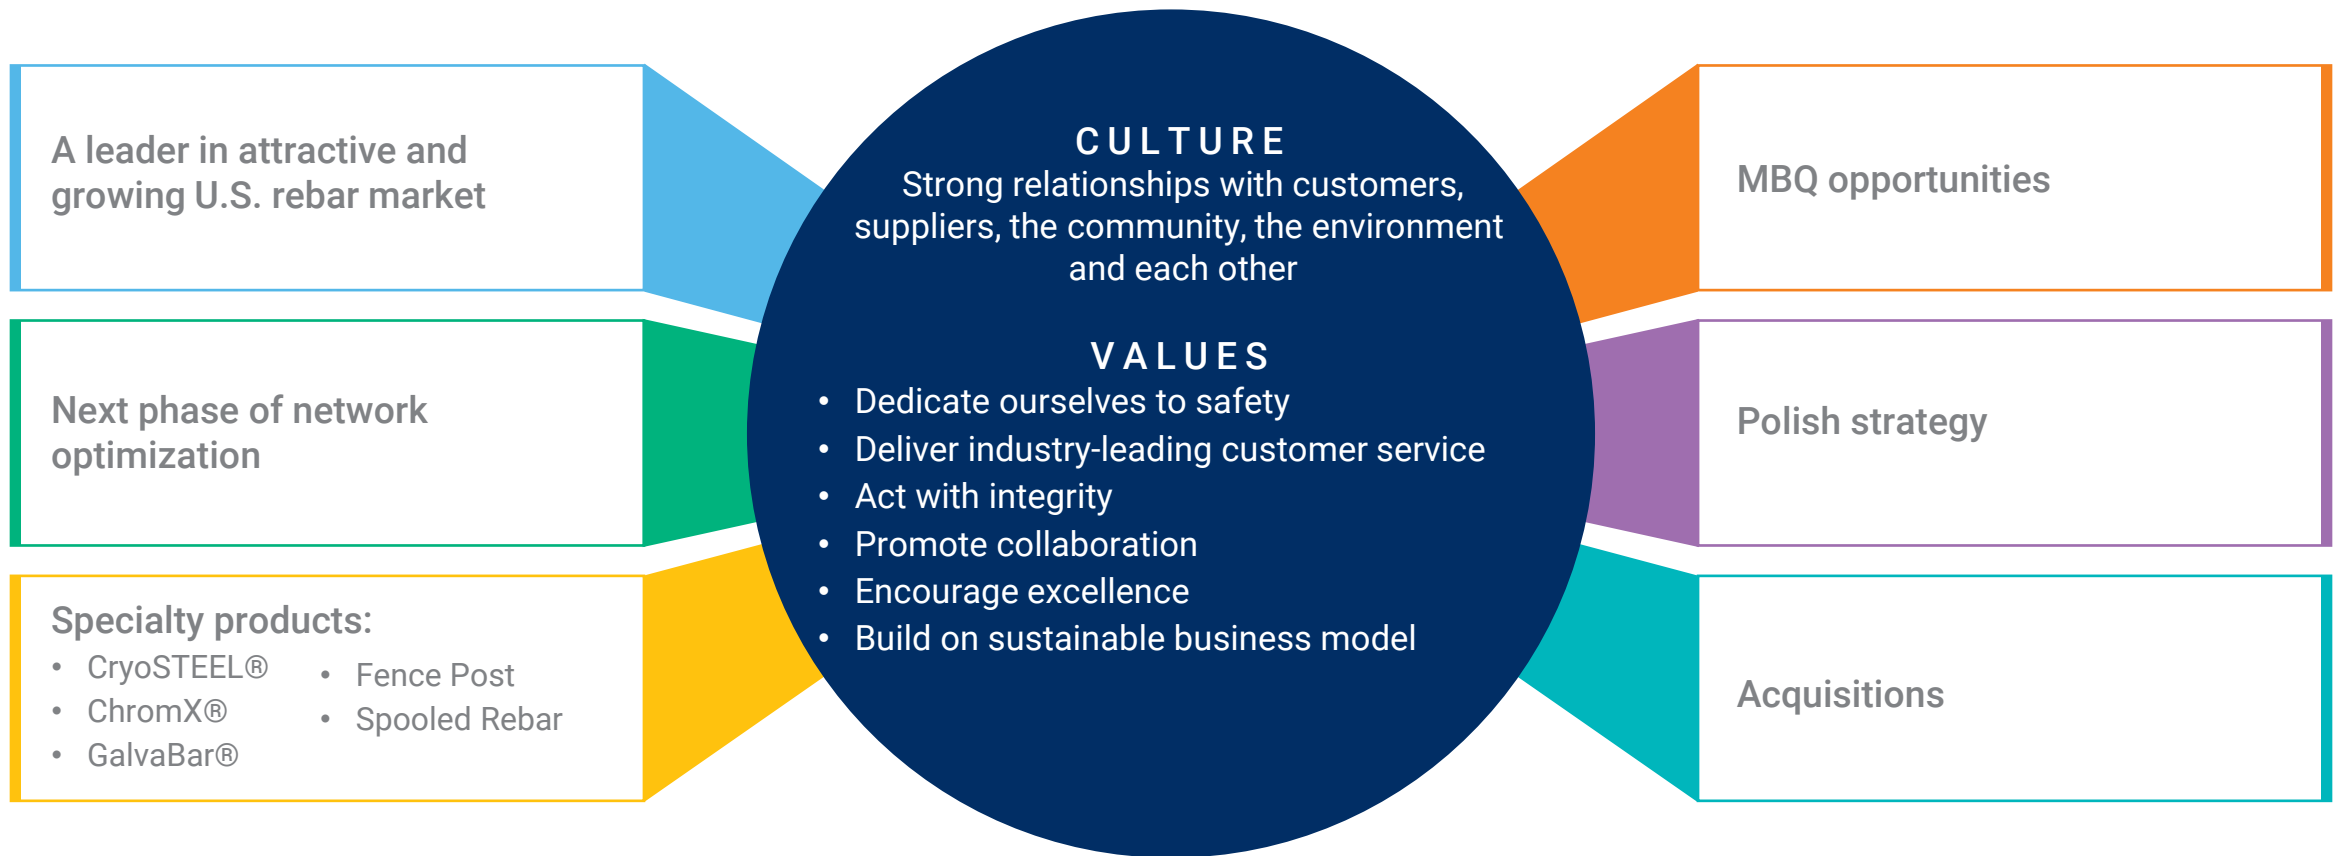 A leader in attractive and
growing U.S. rebar market
Next phase of network
optimization
Specialty products:
• CryoSTEEL®
• ChromX®
• GalvaBar®
• Fence Post
• Spooled Rebar
CULTURE
Strong relationships with customers,
suppliers, the community, the environment
and each other
VALUES
• Dedicate ourselves to safety
• Deliver industry-leading customer service
• Act with integrity
• Promote collaboration
• Encourage excellence
• Build on sustainable business model
MBQ opportunities
Polish strategy
Acquisitions